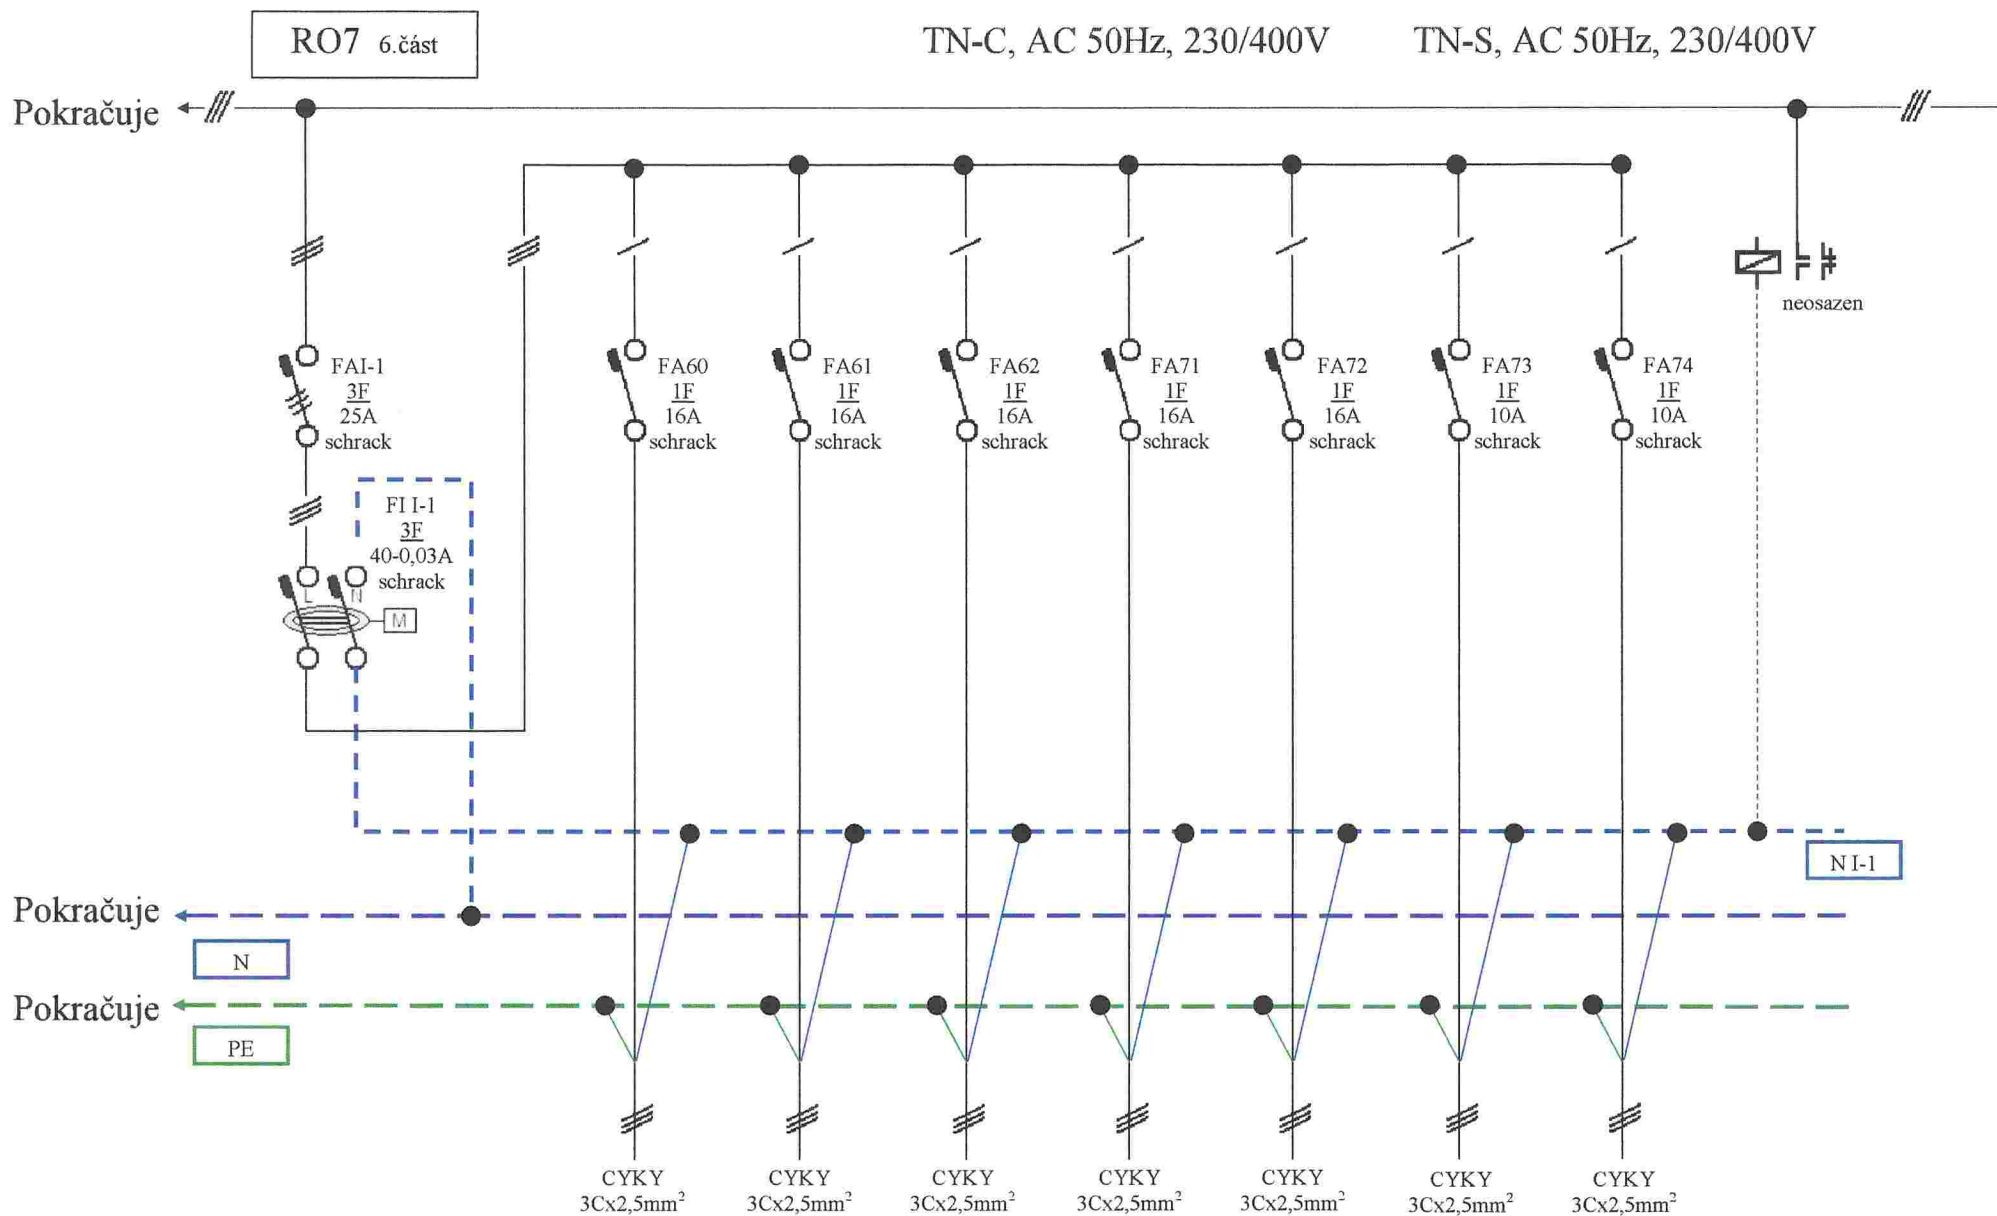 RO7 6.část
TN-C, AC 50Hz, 230/400V
TN-S, AC 50Hz, 230/400V
Pokračuje
neosazen
FAI-1
3F
25A
schrack
FA60
1F
16A
schrack
FA61
1F
16A
schrack
FA62
1F
16A
schrack
FA71
1F
16A
schrack
FA72
1F
16A
schrack
FA73
1F
10A
schrack
FA74
1F
10A
schrack
FI I-1
3F
40-0,03A
schrack
L
N
M
N I-1
Pokračuje
N
Pokračuje
PE
CYKY
3Cx2,5mm²
CYKY
3Cx2,5mm²
CYKY
3Cx2,5mm²
CYKY
3Cx2,5mm²
CYKY
3Cx2,5mm²
CYKY
3Cx2,5mm²
CYKY
3Cx2,5mm²